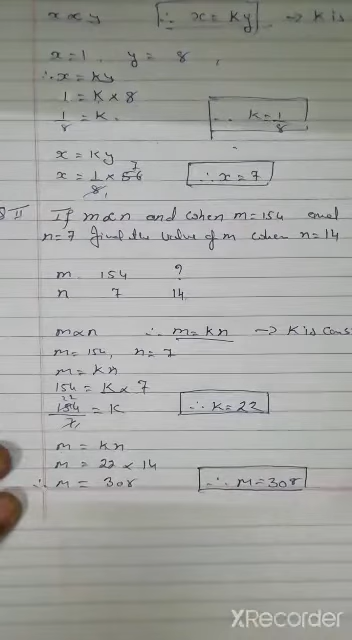 x ∝ y ∴ x = Ky → K is
x = 1, y = 8,
∴ x = Ky
1 = K × 8
1/8 = K. ∴ K = 1/8
x = Ky
x = 1/8 × 56 7 ∴ x = 7
Q II If m ∝ n and when m = 154 and
n = 7 find the value of m when n = 14
m 154 ?
n 7 14
m ∝ n ∴ m = kn → K is cons
m = 154, n = 7
m = kn
154 = K × 7
22
154/7 = K ∴ K = 22
m = kn
m = 22 × 14
∴ m = 308 ∴ m = 308
XRecorder